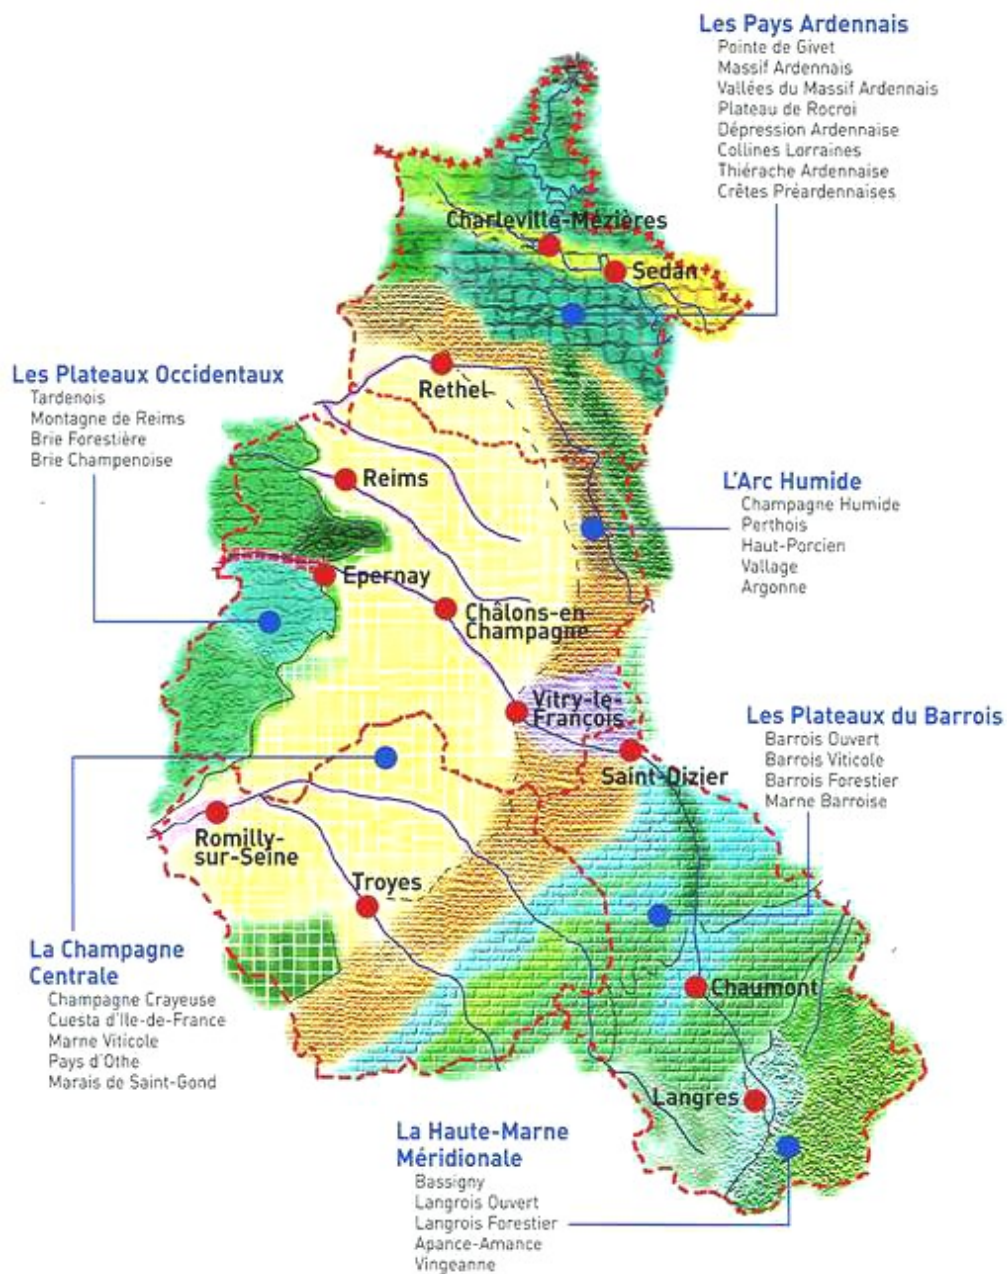 Les Pays Ardennais
Pointe de Givet
Massif Ardennais
Vallées du Massif Ardennais
Plateau de Rocroi
Dépression Ardennaise
Collines Lorraines
Thiérache Ardennaise
Crêtes Préardennaises
Charleville-Mézières
Sedan
Les Plateaux Occidentaux
Tardenois
Montagne de Reims
Brie Forestière
Brie Champenoise
Rethel
Reims
L'Arc Humide
Champagne Humide
Perthois
Haut-Porcien
Vallage
Argonne
Epernay
Châlons-en-
Champagne
Vitry-le-
François
Saint-Dizier
Les Plateaux du Barrois
Barrois Ouvert
Barrois Viticole
Barrois Forestier
Marne Barroise
Romilly-
sur-Seine
Troyes
La Champagne
Centrale
Champagne Crayeuse
Cuesta d'Ile-de-France
Marne Viticole
Pays d'Othe
Marais de Saint-Gond
Chaumont
Langres
La Haute-Marne
Méridionale
Bassigny
Langrois Ouvert
Langrois Forestier
Apance-Amance
Vingeanne